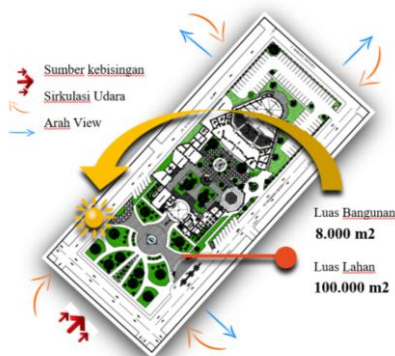 Sumber kebisingan
Sirkulasi Udara
Arah View
Luas Bangunan
8.000 m2
Luas Lahan
100.000 m2